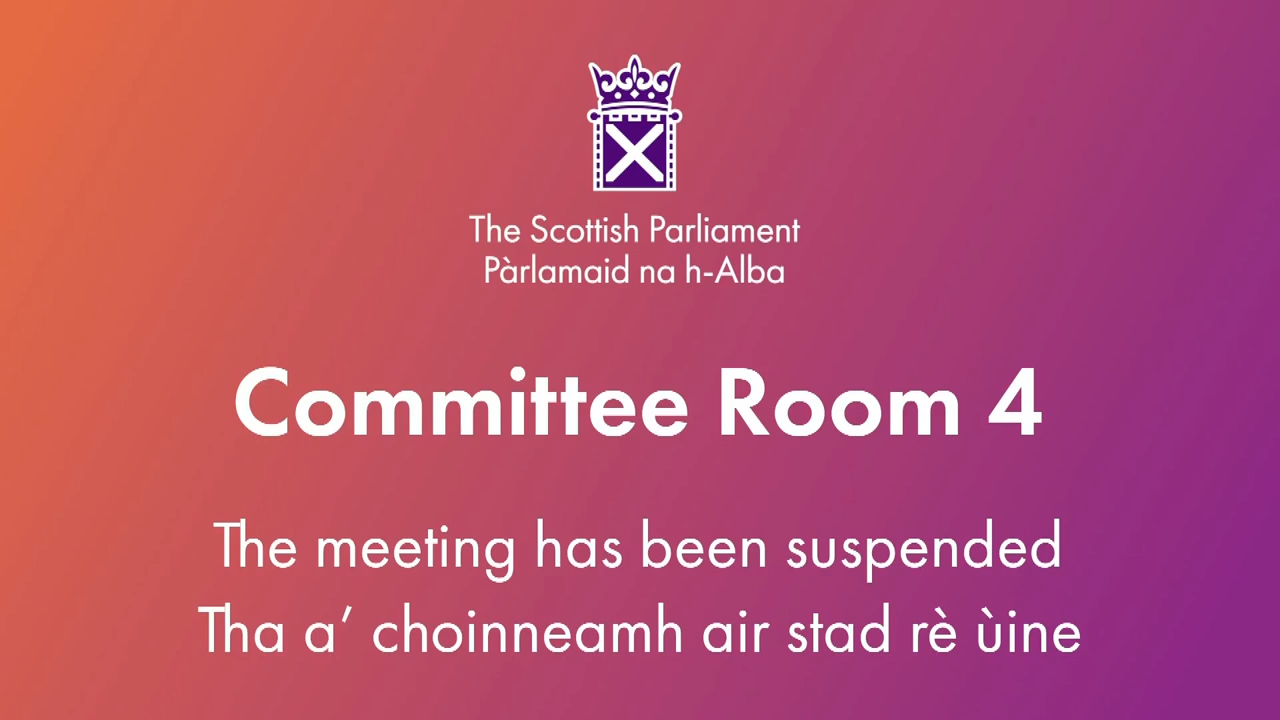 The Scottish Parliament
Pàrlamaid na h-Alba
Committee Room 4
The meeting has been suspended
Tha a’ choinneamh air stad rè ùine